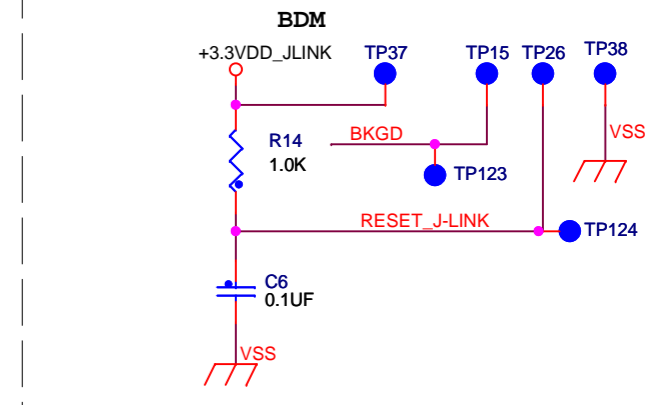 BDM
+3.3VDD_JLINK
TP37
TP15
TP26
TP38
R14
1.0K
BKGD
VSS
TP123
RESET_J-LINK
TP124
C6
0.1UF
VSS